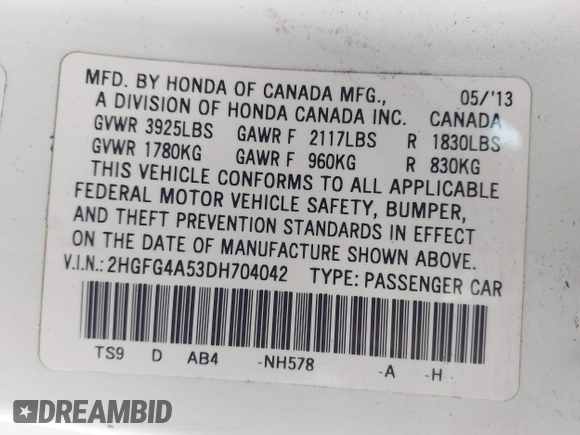 MFD. BY HONDA OF CANADA MFG., 05/'13
A DIVISION OF HONDA CANADA INC. CANADA
GVWR 3925LBS GAWR F 2117LBS R 1830LBS
GVWR 1780KG GAWR F 960KG R 830KG
THIS VEHICLE CONFORMS TO ALL APPLICABLE
FEDERAL MOTOR VEHICLE SAFETY, BUMPER,
AND THEFT PREVENTION STANDARDS IN EFFECT
ON THE DATE OF MANUFACTURE SHOWN ABOVE.
V.I.N.: 2HGFG4A53DH704042 TYPE: PASSENGER CAR
TS9 D AB4 -NH578 -A -H-
DREAMBID